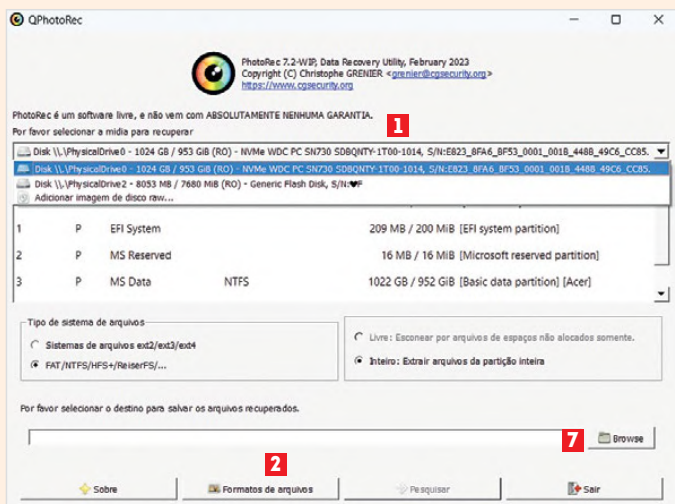 QPhotoRec
PhotoRec 7.2-WIP, Data Recovery Utility, February 2023
Copyright (C) Christophe GRENIER <grenier@cgsecurity.org>
https://www.cgsecurity.org
PhotoRec é um software livre, e não vem com ABSOLUTAMENTE NENHUMA GARANTIA.
1
Por favor selecionar a mídia para recuperar
Disk \\.\PhysicalDrive0 - 1024 GB / 953 GiB (RO) - NVMe WDC PC SN730 SDBQNTY-1T00-1014, S/N:E823_8FA6_BF53_0001_001B_448B_49C6_CC85.
Disk \\.\PhysicalDrive0 - 1024 GB / 953 GiB (RO) - NVMe WDC PC SN730 SDBQNTY-1T00-1014, S/N:E823_8FA6_BF53_0001_001B_448B_49C6_CC85.
Disk \\.\PhysicalDrive2 - 8053 MB / 7680 MiB (RO) - Generic Flash Disk, S/N:♥F
Adicionar imagem de disco raw...
1 P EFI System 209 MB / 200 MiB [EFI system partition]
2 P MS Reserved 16 MB / 16 MiB [Microsoft reserved partition]
3 P MS Data NTFS 1022 GB / 952 GiB [Basic data partition] [Acer]
Tipo de sistema de arquivos
Sistemas de arquivos ext2/ext3/ext4
FAT/NTFS/HFS+/ReiserFS/...
Livre: Esconear por arquivos de espaços não alocados somente.
Inteiro: Extrair arquivos da partição inteira
Por favor selecionar o destino para salvar os arquivos recuperados.
7 Browse
2
Sobre Formatos de arquivos Pesquisar Sair